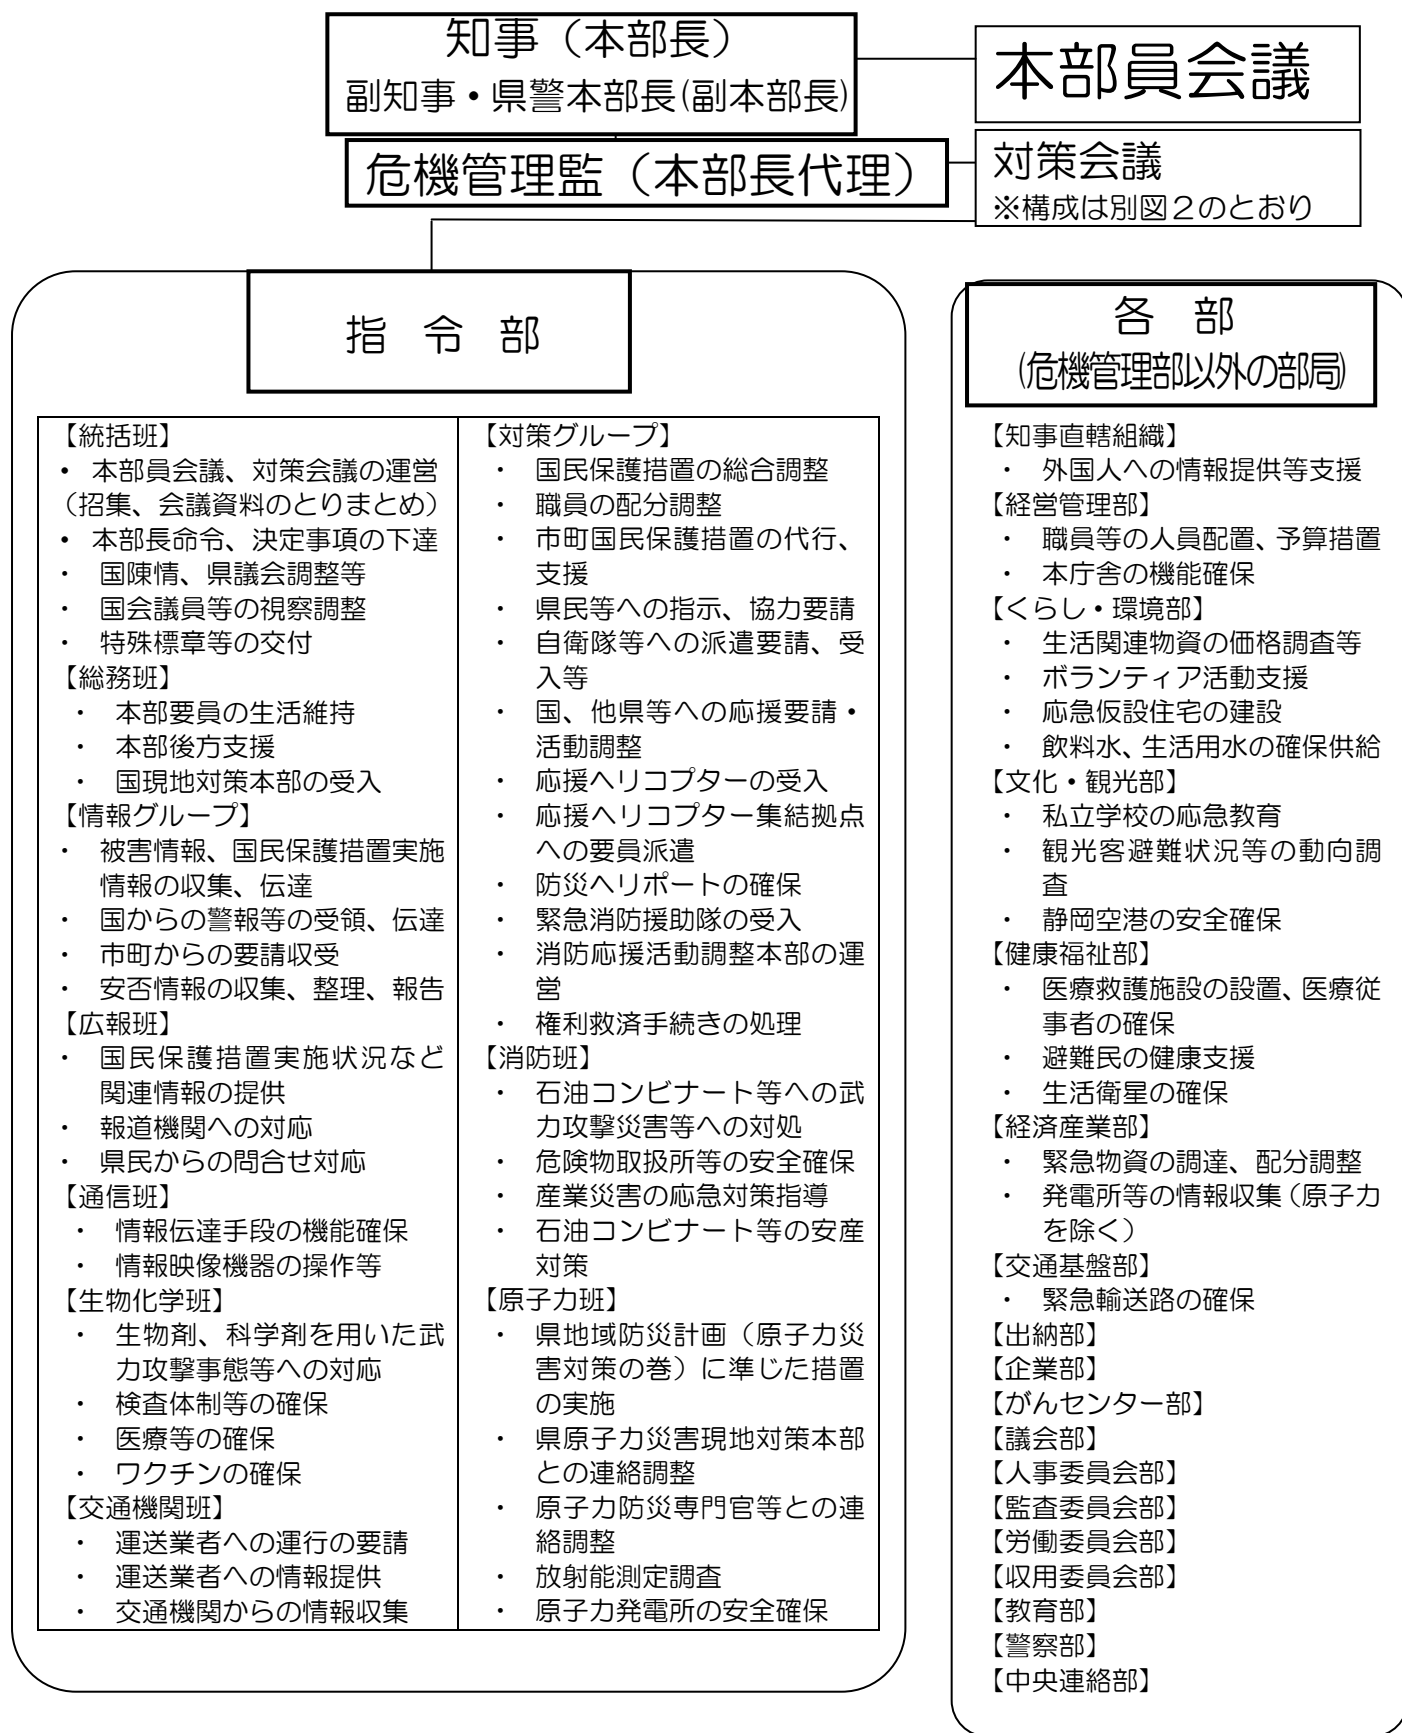 知事（本部長）
副知事・県警本部長(副本部長)
本部員会議
危機管理監（本部長代理）
対策会議
※構成は別図２のとおり
指 令 部
【統括班】
・ 本部員会議、対策会議の運営
（招集、会議資料のとりまとめ）
・ 本部長命令、決定事項の下達
・ 国陳情、県議会調整等
・ 国会議員等の視察調整
・ 特殊標章等の交付
【総務班】
・ 本部要員の生活維持
・ 本部後方支援
・ 国現地対策本部の受入
【情報グループ】
・ 被害情報、国民保護措置実施
情報の収集、伝達
・ 国からの警報等の受領、伝達
・ 市町からの要請収受
・ 安否情報の収集、整理、報告
【広報班】
・ 国民保護措置実施状況など
関連情報の提供
・ 報道機関への対応
・ 県民からの問合せ対応
【通信班】
・ 情報伝達手段の機能確保
・ 情報映像機器の操作等
【生物化学班】
・ 生物剤、科学剤を用いた武
力攻撃事態等への対応
・ 検査体制等の確保
・ 医療等の確保
・ ワクチンの確保
【交通機関班】
・ 運送業者への運行の要請
・ 運送業者への情報提供
・ 交通機関からの情報収集
【対策グループ】
・ 国民保護措置の総合調整
・ 職員の配分調整
・ 市町国民保護措置の代行、
支援
・ 県民等への指示、協力要請
・ 自衛隊等への派遣要請、受
入等
・ 国、他県等への応援要請・
活動調整
・ 応援ヘリコプターの受入
・ 応援ヘリコプター集結拠点
への要員派遣
・ 防災ヘリポートの確保
・ 緊急消防援助隊の受入
・ 消防応援活動調整本部の運
営
・ 権利救済手続きの処理
【消防班】
・ 石油コンビナート等への武
力攻撃災害等への対処
・ 危険物取扱所等の安全確保
・ 産業災害の応急対策指導
・ 石油コンビナート等の安産
対策
【原子力班】
・ 県地域防災計画（原子力災
害対策の巻）に準じた措置
の実施
・ 県原子力災害現地対策本部
との連絡調整
・ 原子力防災専門官等との連
絡調整
・ 放射能測定調査
・ 原子力発電所の安全確保
各 部
(危機管理部以外の部局)
【知事直轄組織】
・ 外国人への情報提供等支援
【経営管理部】
・ 職員等の人員配置、予算措置
・ 本庁舎の機能確保
【くらし・環境部】
・ 生活関連物資の価格調査等
・ ボランティア活動支援
・ 応急仮設住宅の建設
・ 飲料水、生活用水の確保供給
【文化・観光部】
・ 私立学校の応急教育
・ 観光客避難状況等の動向調
査
・ 静岡空港の安全確保
【健康福祉部】
・ 医療救護施設の設置、医療従
事者の確保
・ 避難民の健康支援
・ 生活衛星の確保
【経済産業部】
・ 緊急物資の調達、配分調整
・ 発電所等の情報収集（原子力
を除く）
【交通基盤部】
・ 緊急輸送路の確保
【出納部】
【企業部】
【がんセンター部】
【議会部】
【人事委員会部】
【監査委員会部】
【労働委員会部】
【収用委員会部】
【教育部】
【警察部】
【中央連絡部】